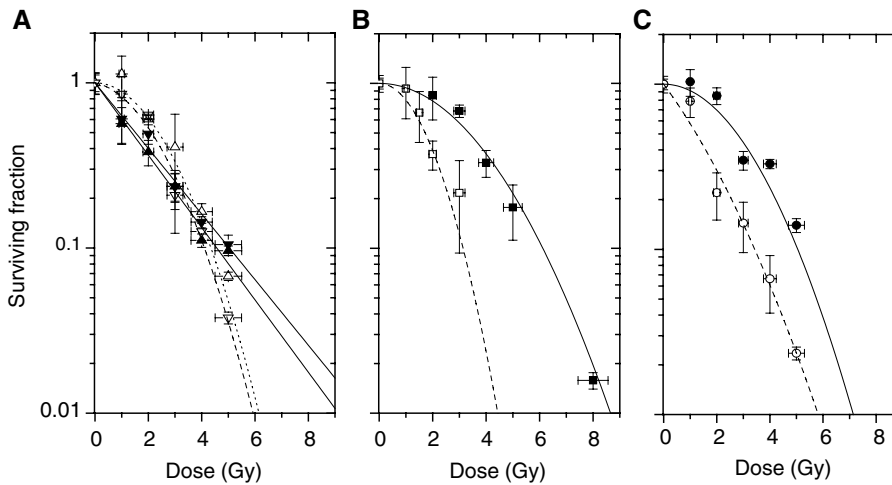 A
B
C
Surviving fraction
1
0.1
0.01
0 2 4 6 8
0 2 4 6 8
0 2 4 6 8
Dose (Gy)
Dose (Gy)
Dose (Gy)